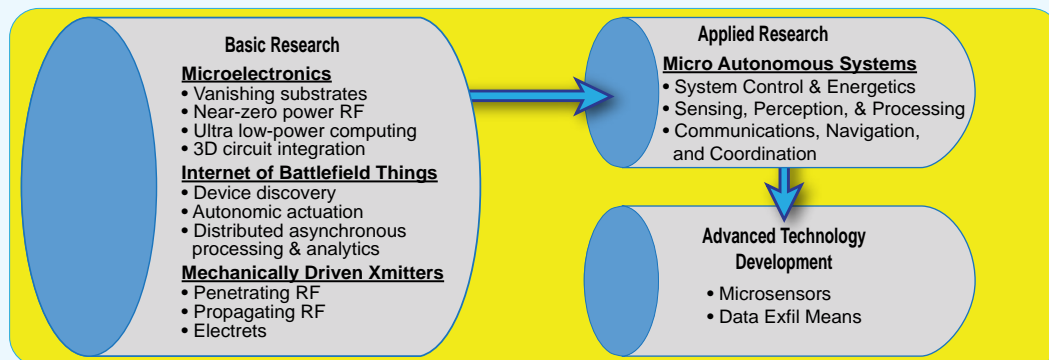 Basic Research
Microelectronics
• Vanishing substrates
• Near-zero power RF
• Ultra low-power computing
• 3D circuit integration
Internet of Battlefield Things
• Device discovery
• Autonomic actuation
• Distributed asynchronous
processing & analytics
Mechanically Driven Xmitters
• Penetrating RF
• Propagating RF
• Electrets
Applied Research
Micro Autonomous Systems
• System Control & Energetics
• Sensing, Perception, & Processing
• Communications, Navigation,
and Coordination
Advanced Technology
Development
• Microsensors
• Data Exfil Means